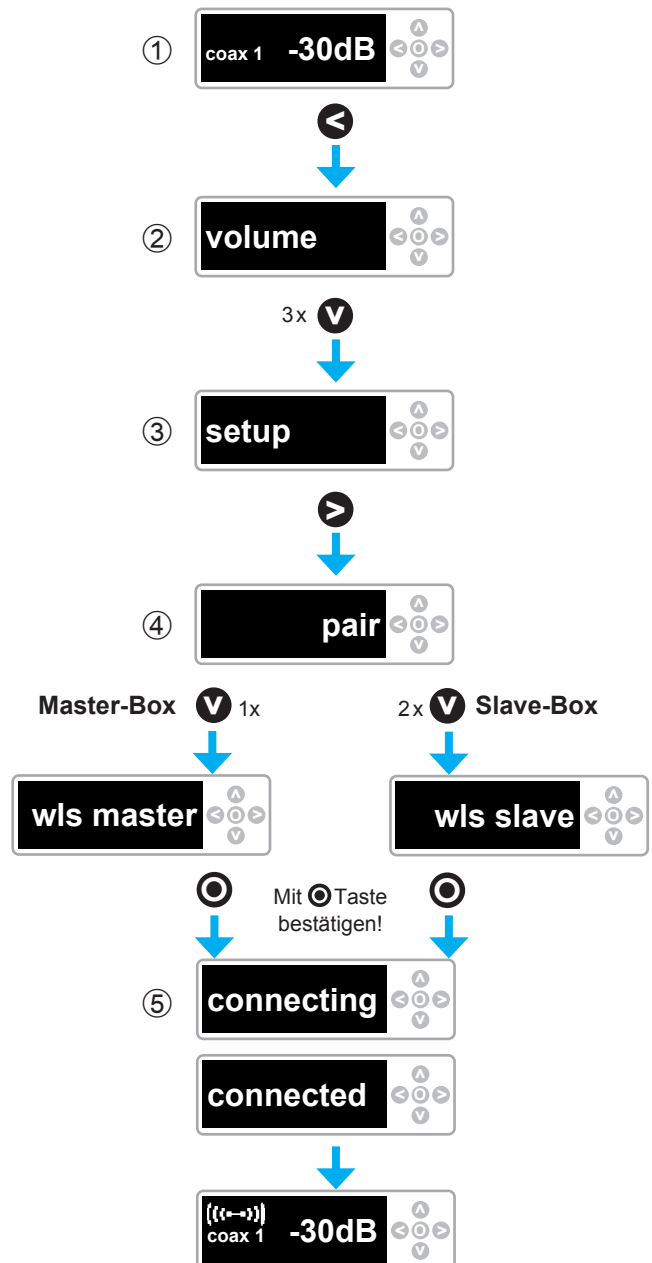 ① coax 1 -30dB
② volume
3x
③ setup
④ pair
Master-Box 1x
2x Slave-Box
wls master
wls slave
Mit Taste
bestätigen!
⑤ connecting
connected
coax 1 -30dB